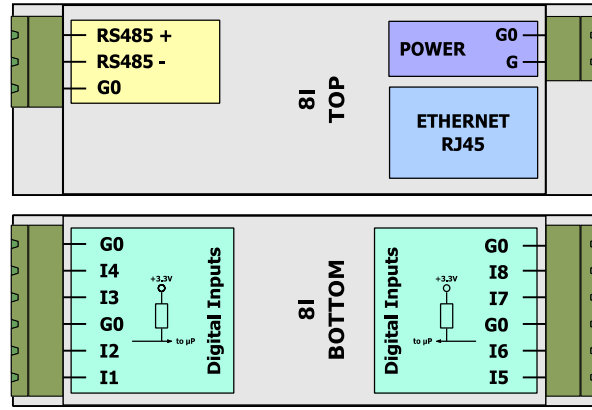 RS485 +
RS485 -
G0
8I
TOP
POWER
G0
G
ETHERNET
RJ45
G0
I4
I3
G0
I2
I1
+3.3V
to µP
Digital Inputs
8I
BOTTOM
Digital Inputs
+3.3V
to µP
G0
I8
I7
G0
I6
I5